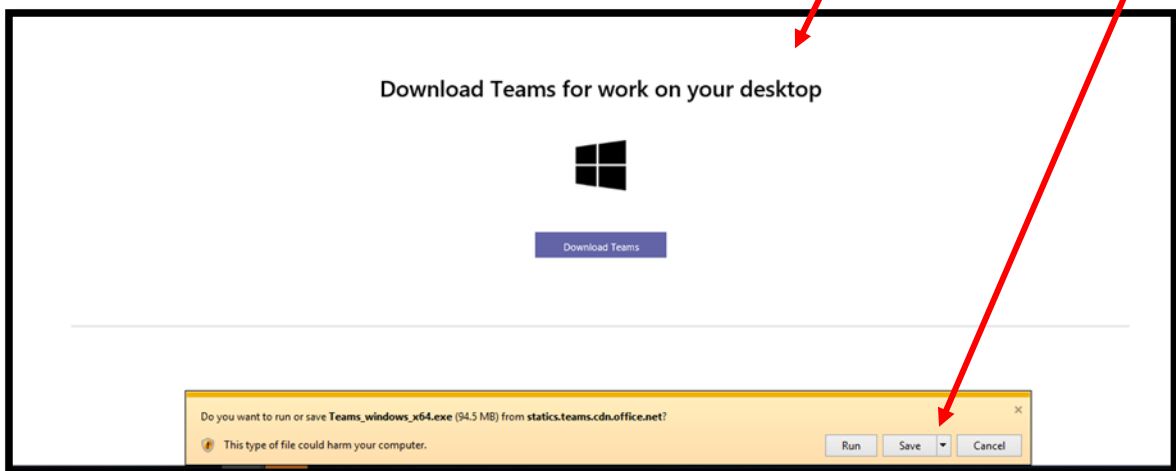 Download Teams for work on your desktop
Download Teams
Do you want to run or save Teams_windows_x64.exe (94.5 MB) from statics.teams.cdn.office.net?
This type of file could harm your computer.
Run Save Cancel